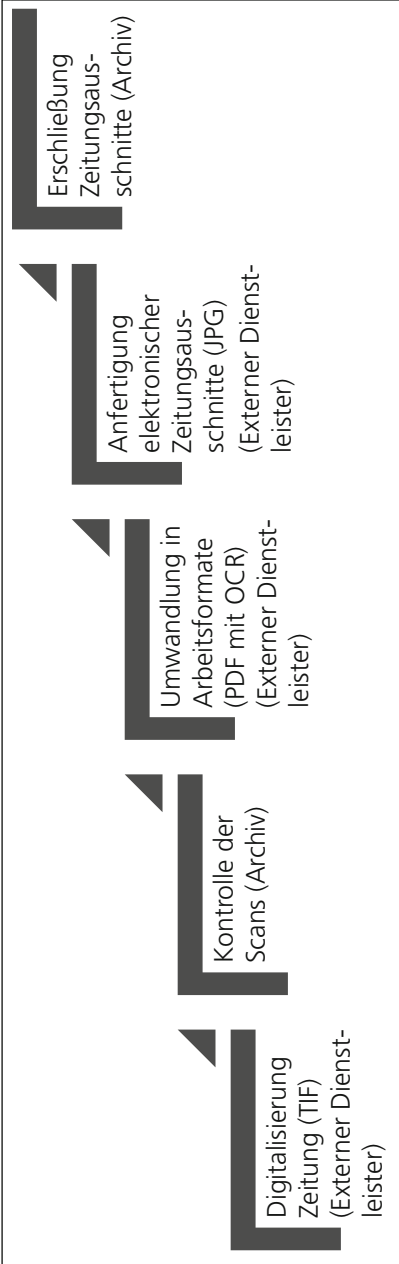 Digitalisierung
Zeitung (TIF)
(Externer Dienst-
leister)
Kontrolle der
Scans (Archiv)
Umwandlung in
Arbeitsformate
(PDF mit OCR)
(Externer Dienst-
leister)
Anfertigung
elektronischer
Zeitungsaus-
schnitte (JPG)
(Externer Dienst-
leister)
Erschließung
Zeitungsaus-
schnitte (Archiv)